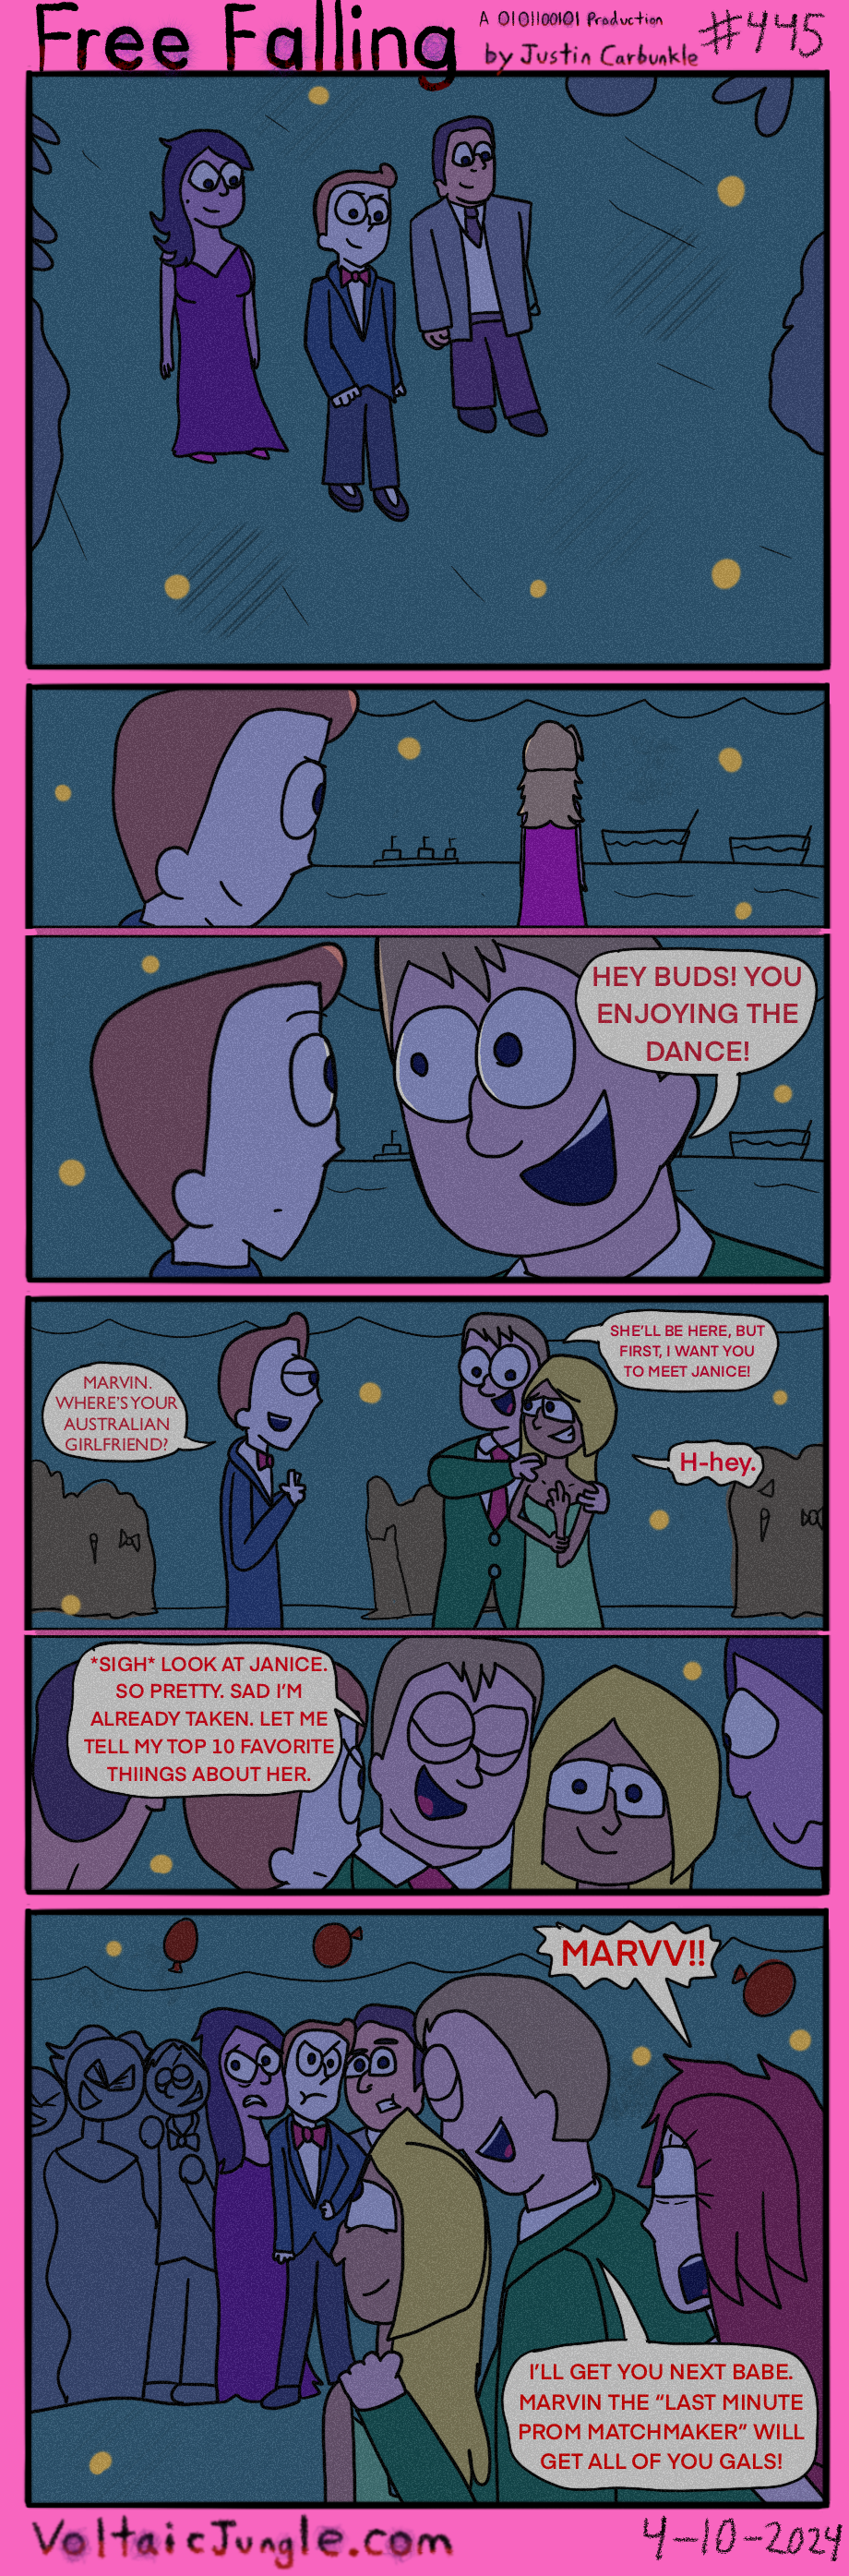 Free Falling
A 0101100101 Production
by Justin Carbunkle
#445
HEY BUDS! YOU
ENJOYING THE
DANCE!
MARVIN.
WHERE'S YOUR
AUSTRALIAN
GIRLFRIEND?
SHE'LL BE HERE, BUT
FIRST, I WANT YOU
TO MEET JANICE!
H-hey.
*SIGH* LOOK AT JANICE.
SO PRETTY. SAD I'M
ALREADY TAKEN. LET ME
TELL MY TOP 10 FAVORITE
THIINGS ABOUT HER.
MARVV!!
I'LL GET YOU NEXT BABE.
MARVIN THE “LAST MINUTE
PROM MATCHMAKER” WILL
GET ALL OF YOU GALS!
VoltaicJungle.com
4-10-2024